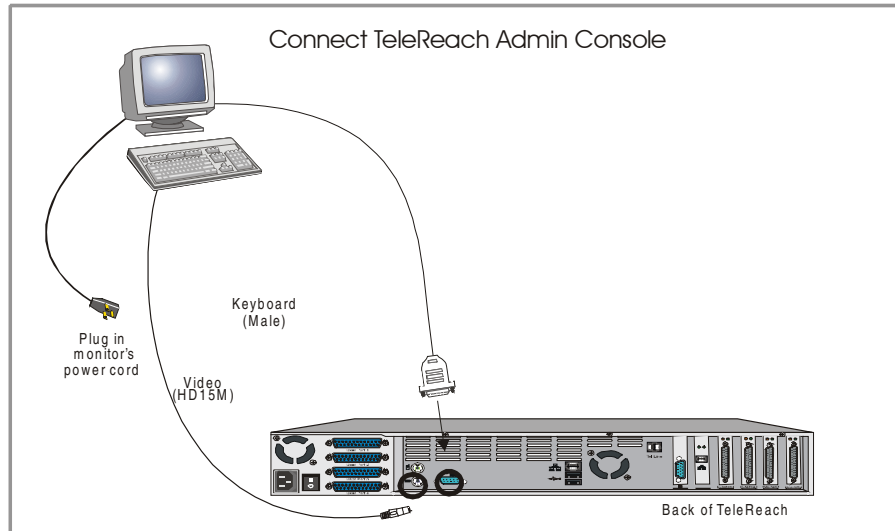 Connect TeleReach Admin Console
Keyboard
(Male)
Plug in
monitor's
power cord
Video
(HD15M)
Back of TeleReach